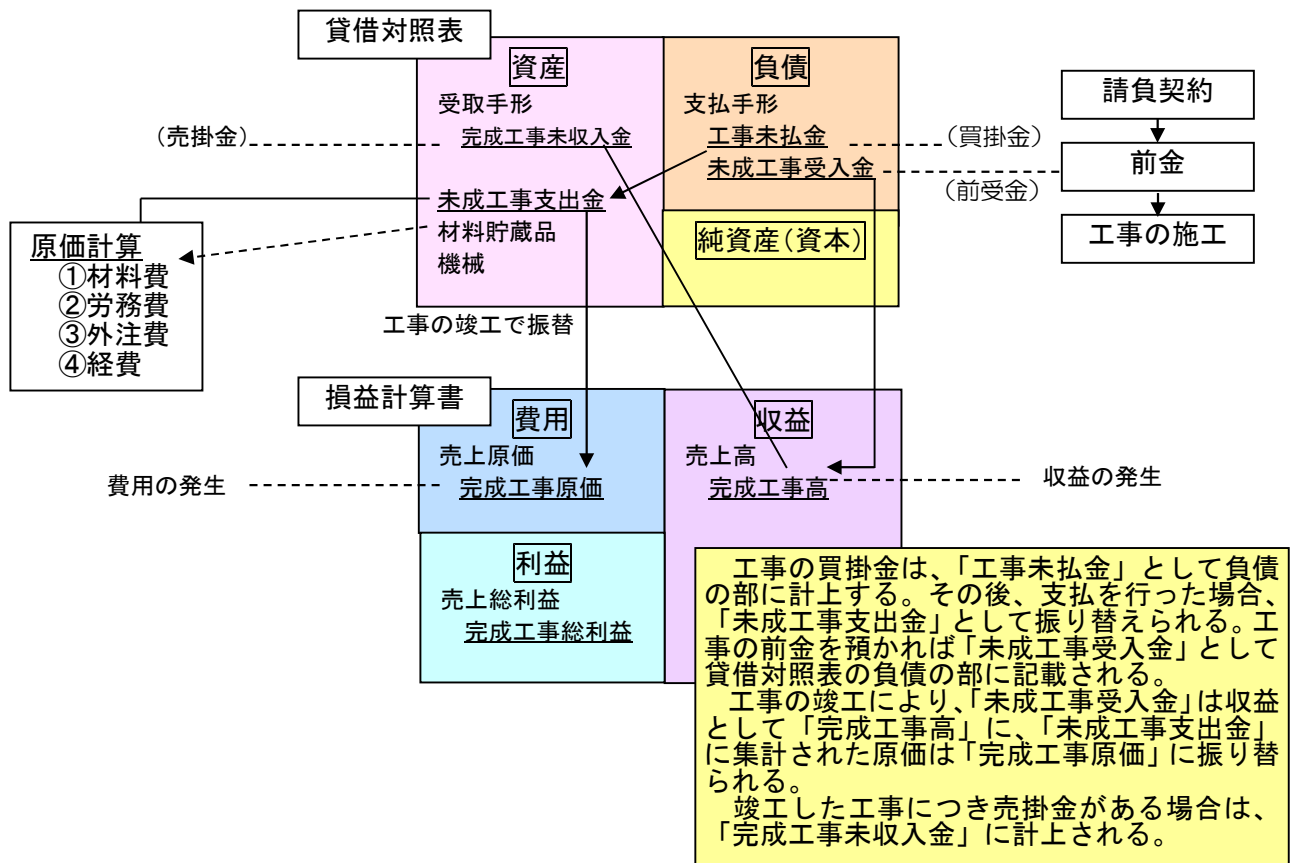 貸借対照表
資産
受取手形
完成工事未収入金
未成工事支出金
材料貯蔵品
機械
負債
支払手形
工事未払金
未成工事受入金
純資産（資本）
（売掛金）
（買掛金）
（前受金）
請負契約
前金
工事の施工
原価計算
①材料費
②労務費
③外注費
④経費
工事の竣工で振替
損益計算書
費用
売上原価
完成工事原価
収益
売上高
完成工事高
費用の発生
収益の発生
利益
売上総利益
完成工事総利益
工事の買掛金は、「工事未払金」として負債
の部に計上する。その後、支払を行った場合、
「未成工事支出金」として振り替えられる。工
事の前金を預かれば「未成工事受入金」として
貸借対照表の負債の部に記載される。
工事の竣工により、「未成工事受入金」は収益
として「完成工事高」に、「未成工事支出金」
に集計された原価は「完成工事原価」に振り替
られる。
竣工した工事につき売掛金がある場合は、
「完成工事未収入金」に計上される。